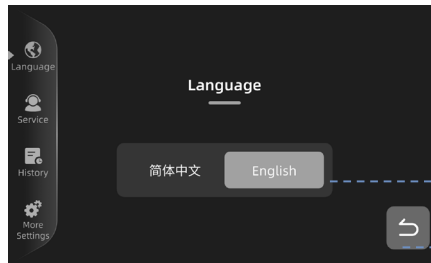 Language
Service
History
More
Settings
Language
简体中文
English